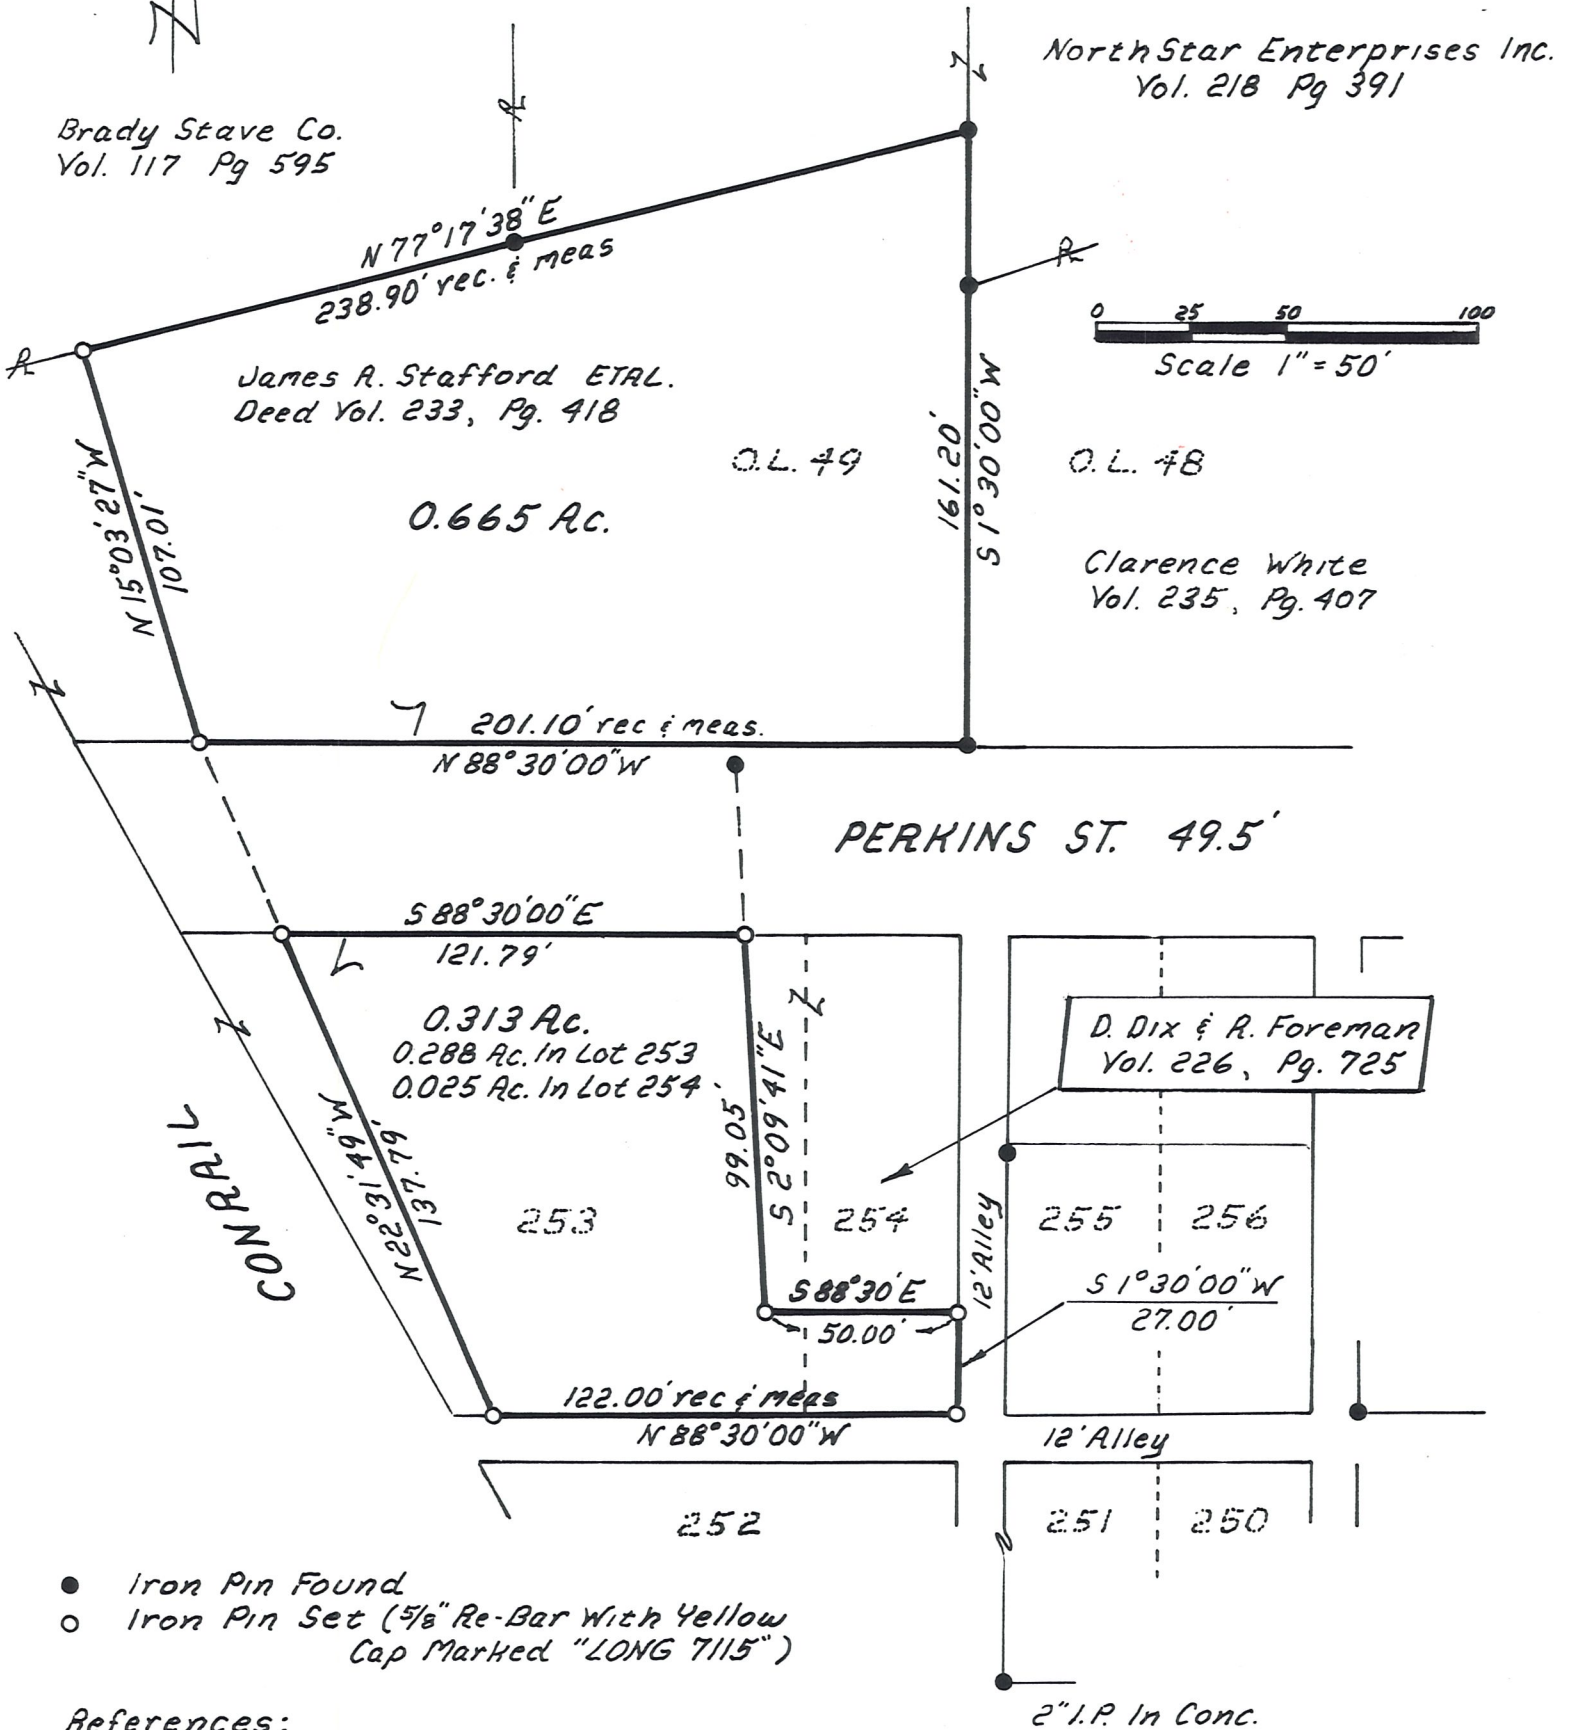 N
NorthStar Enterprises Inc.
Vol. 218 Pg 391
Brady Stave Co.
Vol. 117 Pg 595
N 77°17'38" E
238.90' rec. & meas
0 25 50 100
Scale 1" = 50'
James A. Stafford ETAL.
Deed Vol. 233, Pg. 418
O.L. 49
O.L. 48
0.665 Ac.
161.20'
S 1°30'00" W
N 15°03'27" W
107.01'
Clarence White
Vol. 235, Pg. 407
201.10' rec & meas.
N 88°30'00" W
PERKINS ST. 49.5'
S 88°30'00" E
121.79'
0.313 Ac.
0.288 Ac. In Lot 253
0.025 Ac. In Lot 254
99.05'
S 2°09'41" E
D. Dix & R. Foreman
Vol. 226, Pg. 725
CONRAIL
N 22°31'49" W
137.79'
253
254
12' Alley
255
256
S 88°30' E
50.00'
S 1°30'00" W
27.00'
122.00' rec & meas
N 88°30'00" W
12' Alley
252
251
250
Iron Pin Found
Iron Pin Set (5/8" Re-Bar With Yellow
Cap Marked "LONG 7115")
2" I.P. In Conc.
References: